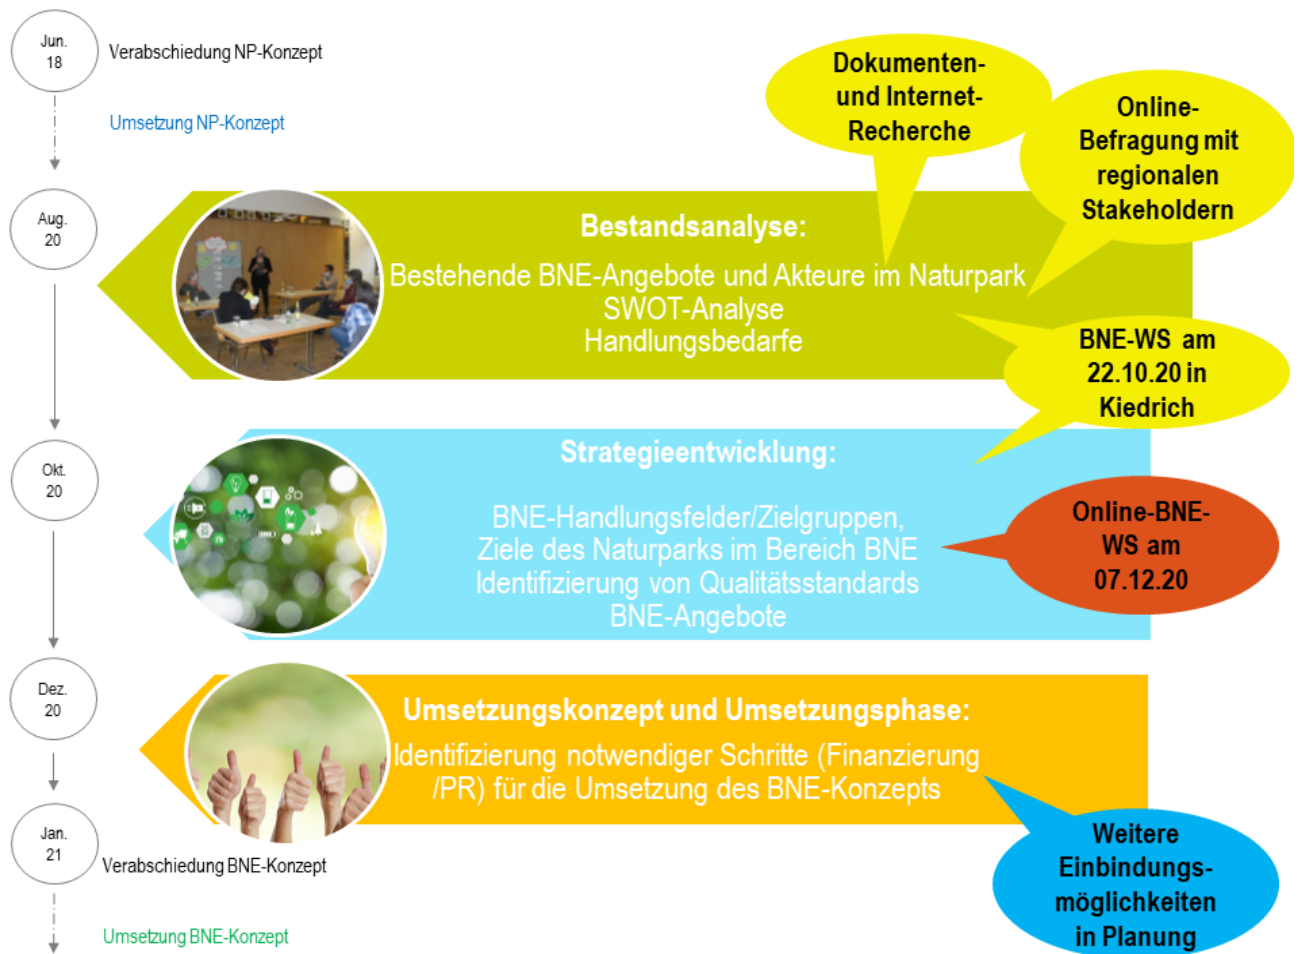 Jun.
18
Verabschiedung NP-Konzept
Umsetzung NP-Konzept
Dokumenten-
und Internet-
Recherche
Online-
Befragung mit
regionalen
Stakeholdern
Aug.
20
Bestandsanalyse:
Bestehende BNE-Angebote und Akteure im Naturpark
SWOT-Analyse
Handlungsbedarfe
BNE-WS am
22.10.20 in
Kiedrich
Okt.
20
Strategieentwicklung:
BNE-Handlungsfelder/Zielgruppen,
Ziele des Naturparks im Bereich BNE
Identifizierung von Qualitätsstandards
BNE-Angebote
Online-BNE-
WS am
07.12.20
Dez.
20
Umsetzungskonzept und Umsetzungsphase:
Identifizierung notwendiger Schritte (Finanzierung
/PR) für die Umsetzung des BNE-Konzepts
Jan.
21
Verabschiedung BNE-Konzept
Weitere
Einbindungs-
möglichkeiten
in Planung
Umsetzung BNE-Konzept